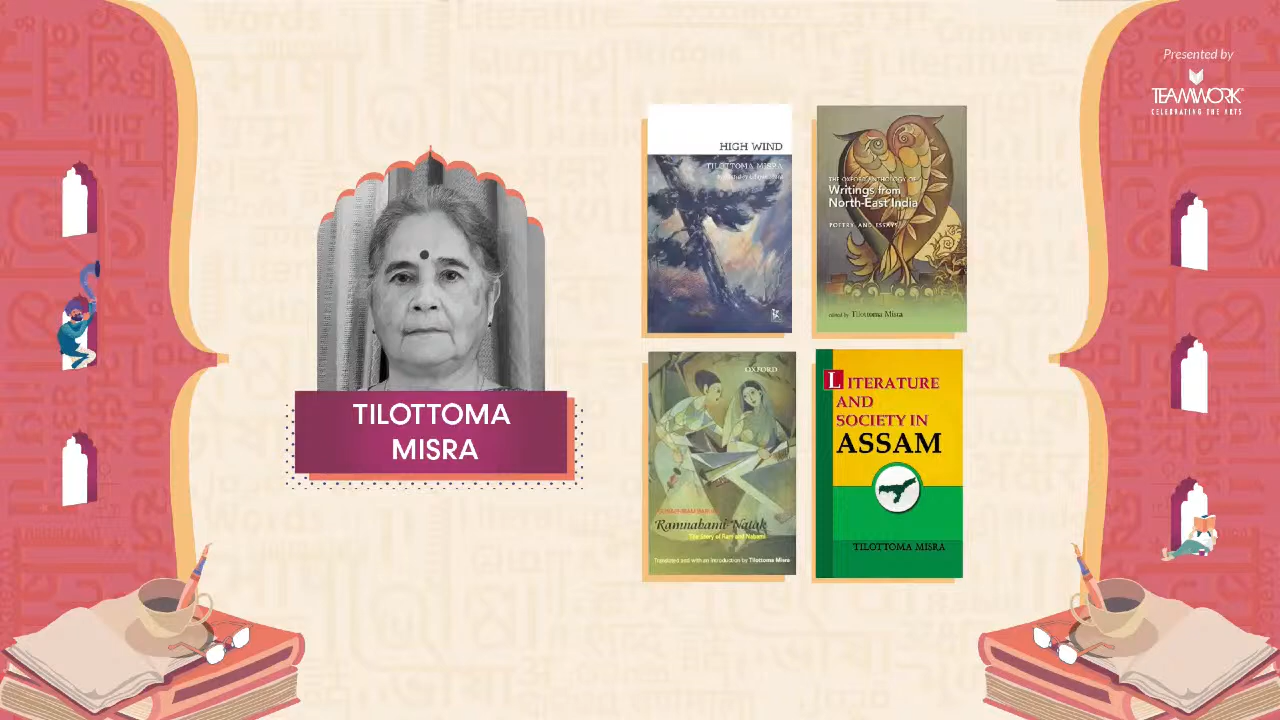 Presented by
TEAMWORK
CELEBRATING THE ARTS
TILOTTOMA
MISRA
HIGH WIND
TILOTTOMA MISRA
THE OXFORD ANTHOLOGY OF
Writings from
North-East India
POETRY AND ESSAYS
edited by Tilottoma Misra
OXFORD
Ramnabami Natak
The Story of Ram and Nabami
Translated and with an Introduction by Tilottoma Misra
LITERATURE
AND
SOCIETY IN
ASSAM
TILOTTOMA MISRA